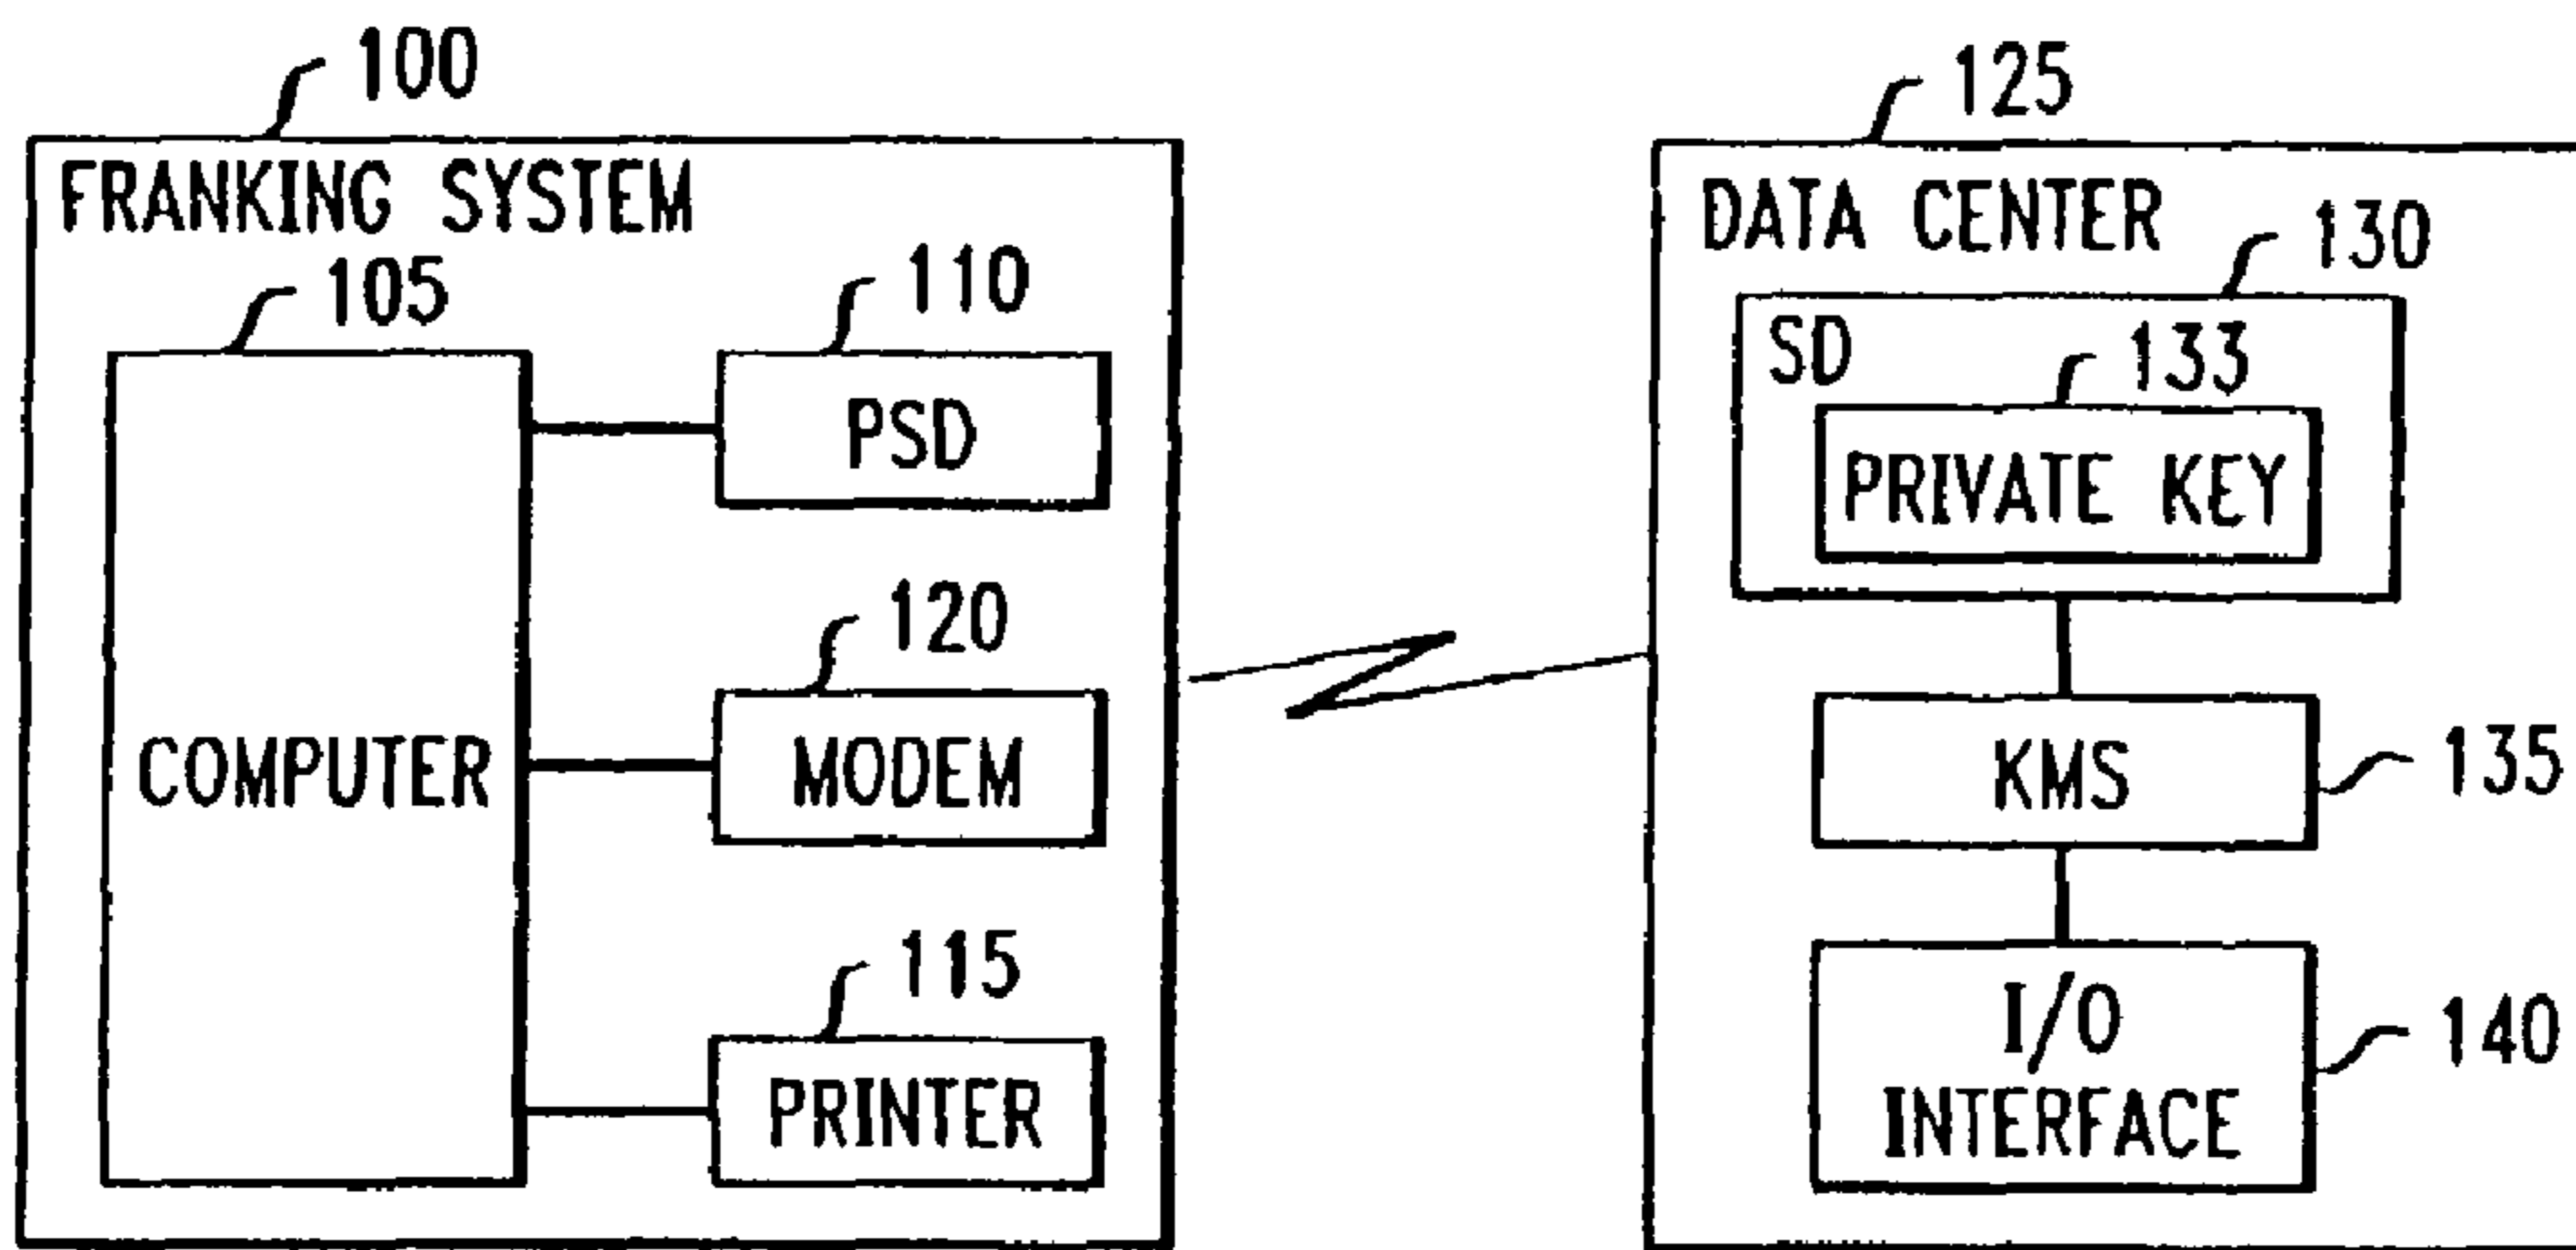 100
FRANKING SYSTEM
105
110
COMPUTER
PSD
120
MODEM
115
PRINTER
125
DATA CENTER
130
SD
133
PRIVATE KEY
KMS
135
I/O
INTERFACE
140